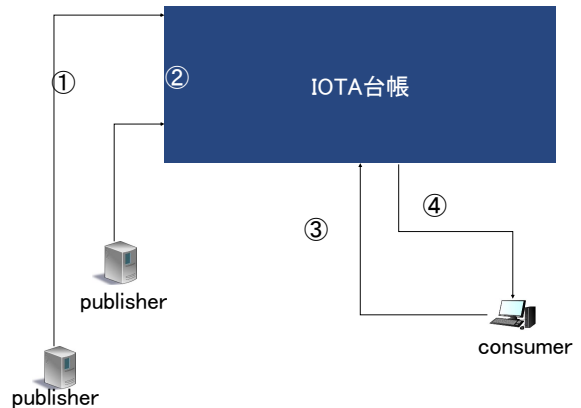 ①
②
IOTA台帳
③
④
publisher
consumer
publisher